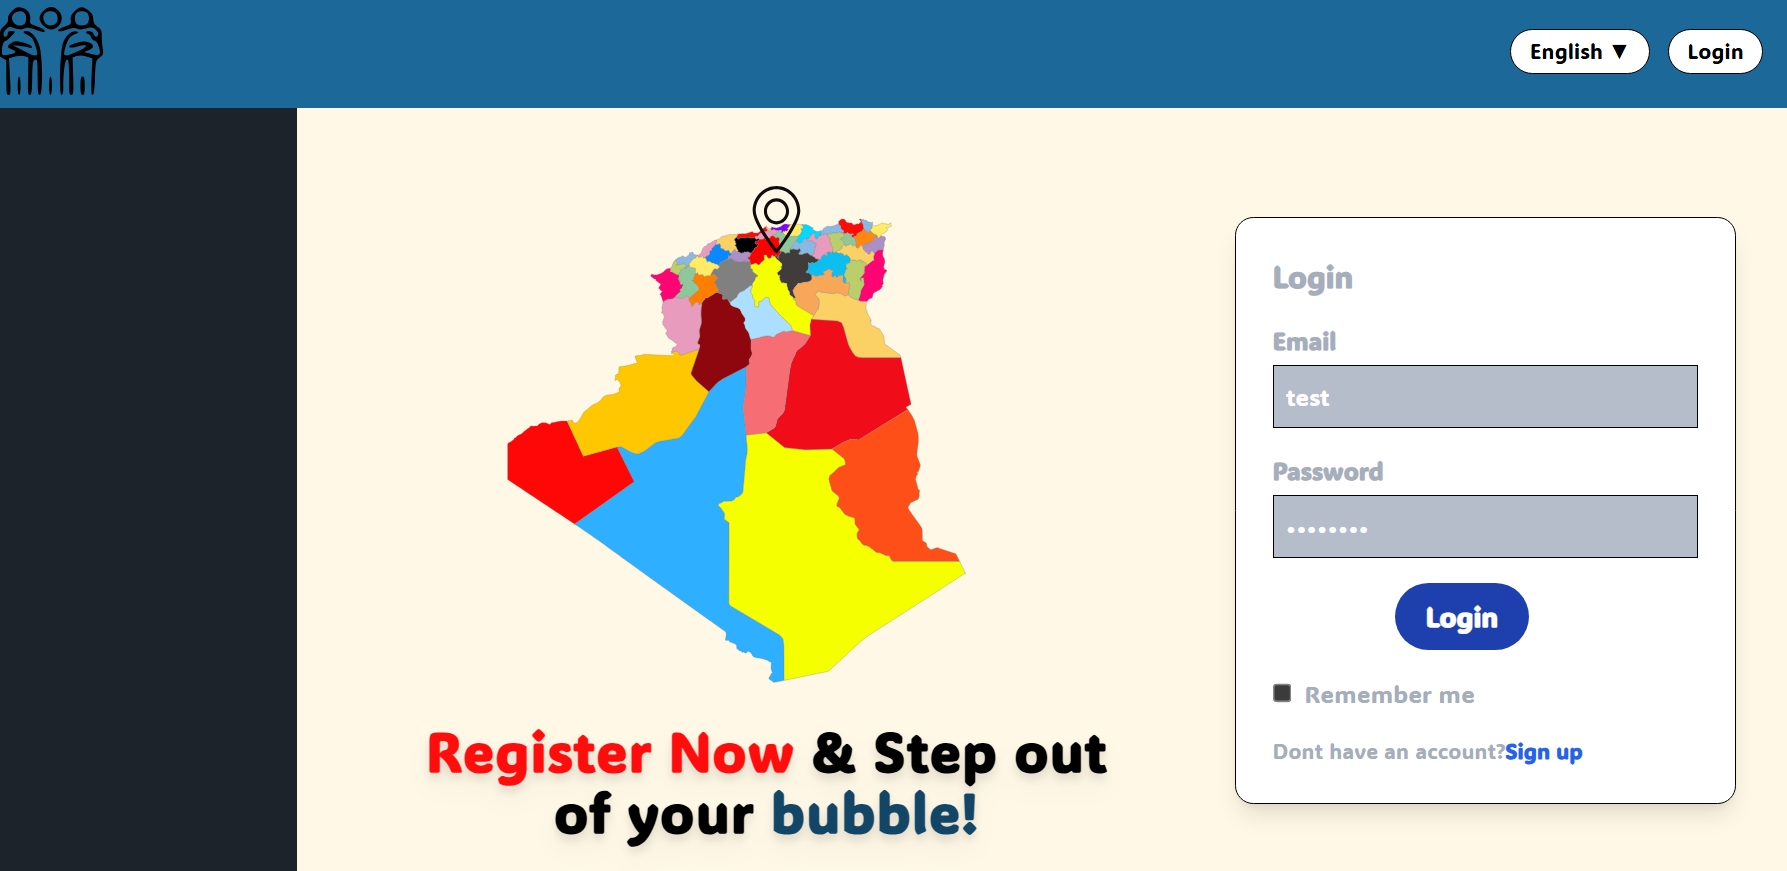 English ▼
Login
Login
Email
test
Password
••••••••
Login
Remember me
Dont have an account?Sign up
Register Now & Step out
of your bubble!